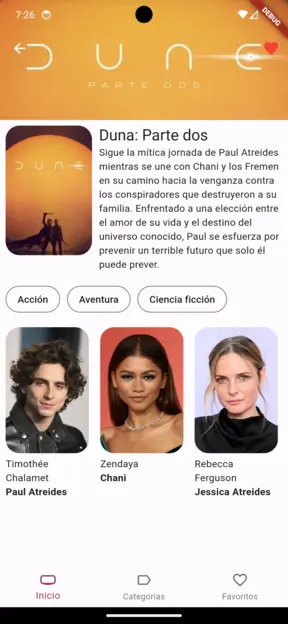 7:26
DEBUG
DUNE
PARTE DOS
DUNE
Duna: Parte dos
Sigue la mítica jornada de Paul Atreides
mientras se une con Chani y los Fremen
en su camino hacia la venganza contra
los conspiradores que destruyeron a su
familia. Enfrentado a una elección entre
el amor de su vida y el destino del
universo conocido, Paul se esfuerza por
prevenir un terrible futuro que solo él
puede prever.
Acción
Aventura
Ciencia ficción
Timothée
Chalamet
Paul Atreides
Zendaya
Chani
Rebecca
Ferguson
Jessica Atreides
Inicio
Categorias
Favoritos